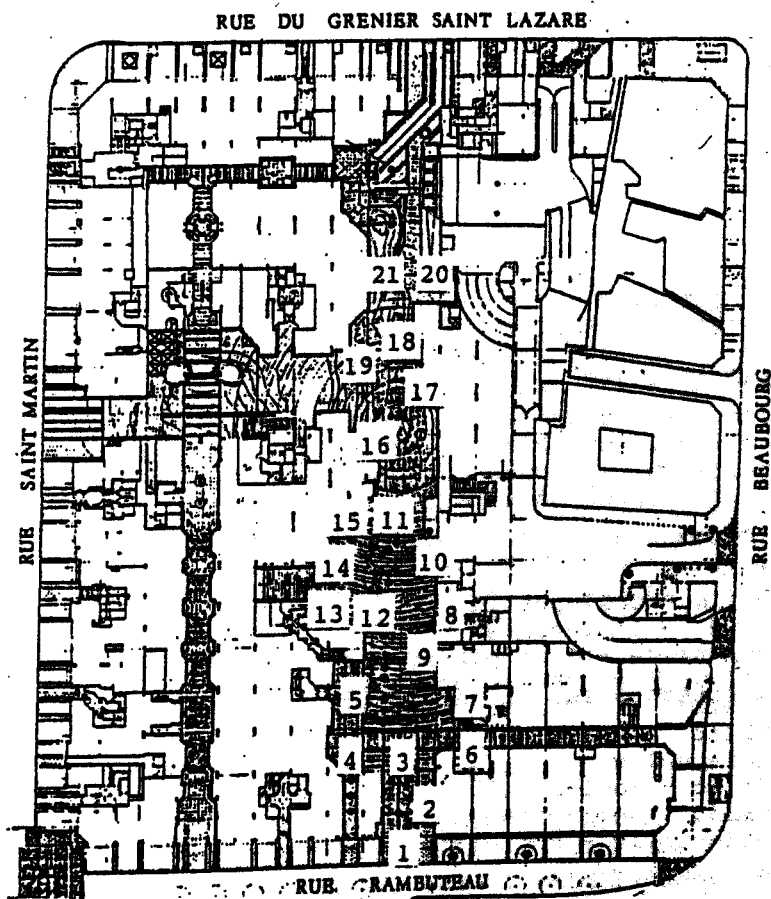 RUE DU GRENIER SAINT LAZARE
21 20
18
19
17
16
15 11
10
14
13 12 8
9
5 7
4 3 6
2
1
RUE SAINT MARTIN
RUE BEAUBOURG
RUE RAMBUTEAU